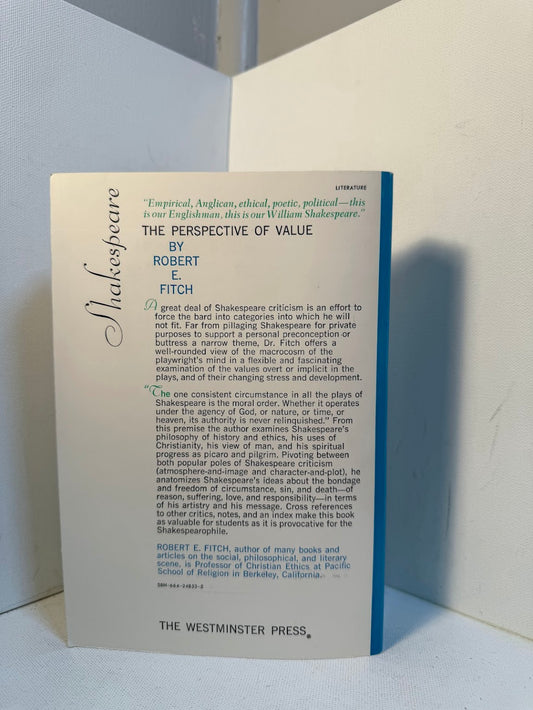 LITERATURE
Shakespeare
"Empirical, Anglican, ethical, poetic, political—this
is our Englishman, this is our William Shakespeare."
THE PERSPECTIVE OF VALUE
BY
ROBERT
E.
FITCH
A great deal of Shakespeare criticism is an effort to
force the bard into categories into which he will
not fit. Far from pillaging Shakespeare for private
purposes to support a personal preconception or
buttress a narrow theme, Dr. Fitch offers a
well-rounded view of the macrocosm of the
playwright's mind in a flexible and fascinating
examination of the values overt or implicit in the
plays, and of their changing stress and development.
"The one consistent circumstance in all the plays of
Shakespeare is the moral order. Whether it operates
under the agency of God, or nature, or time, or
heaven, its authority is never relinquished." From
this premise the author examines Shakespeare's
philosophy of history and ethics, his uses of
Christianity, his view of man, and his spiritual
progress as picaro and pilgrim. Pivoting between
both popular poles of Shakespeare criticism
(atmosphere-and-image and character-and-plot), he
anatomizes Shakespeare's ideas about the bondage
and freedom of circumstance, sin, and death—of
reason, suffering, love, and responsibility—in terms
of his artistry and his message. Cross references
to other critics, notes, and an index make this book
as valuable for students as it is provocative for the
Shakespearophile.
ROBERT E. FITCH, author of many books and
articles on the social, philosophical, and literary
scene, is Professor of Christian Ethics at Pacific
School of Religion in Berkeley, California.
THE WESTMINSTER PRESS®